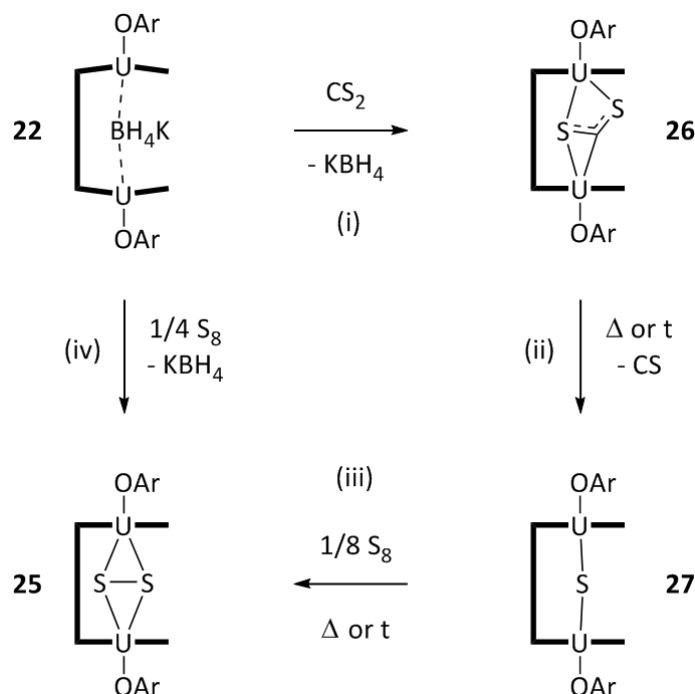 OAr
U
22
BH₄K
U
OAr
CS₂
- KBH₄
(i)
OAr
U
S
S
26
U
OAr
(iv)
1/4 S₈
- KBH₄
(ii)
Δ or t
- CS
OAr
U
25
S
S
U
OAr
(iii)
1/8 S₈
Δ or t
OAr
U
S
27
U
OAr